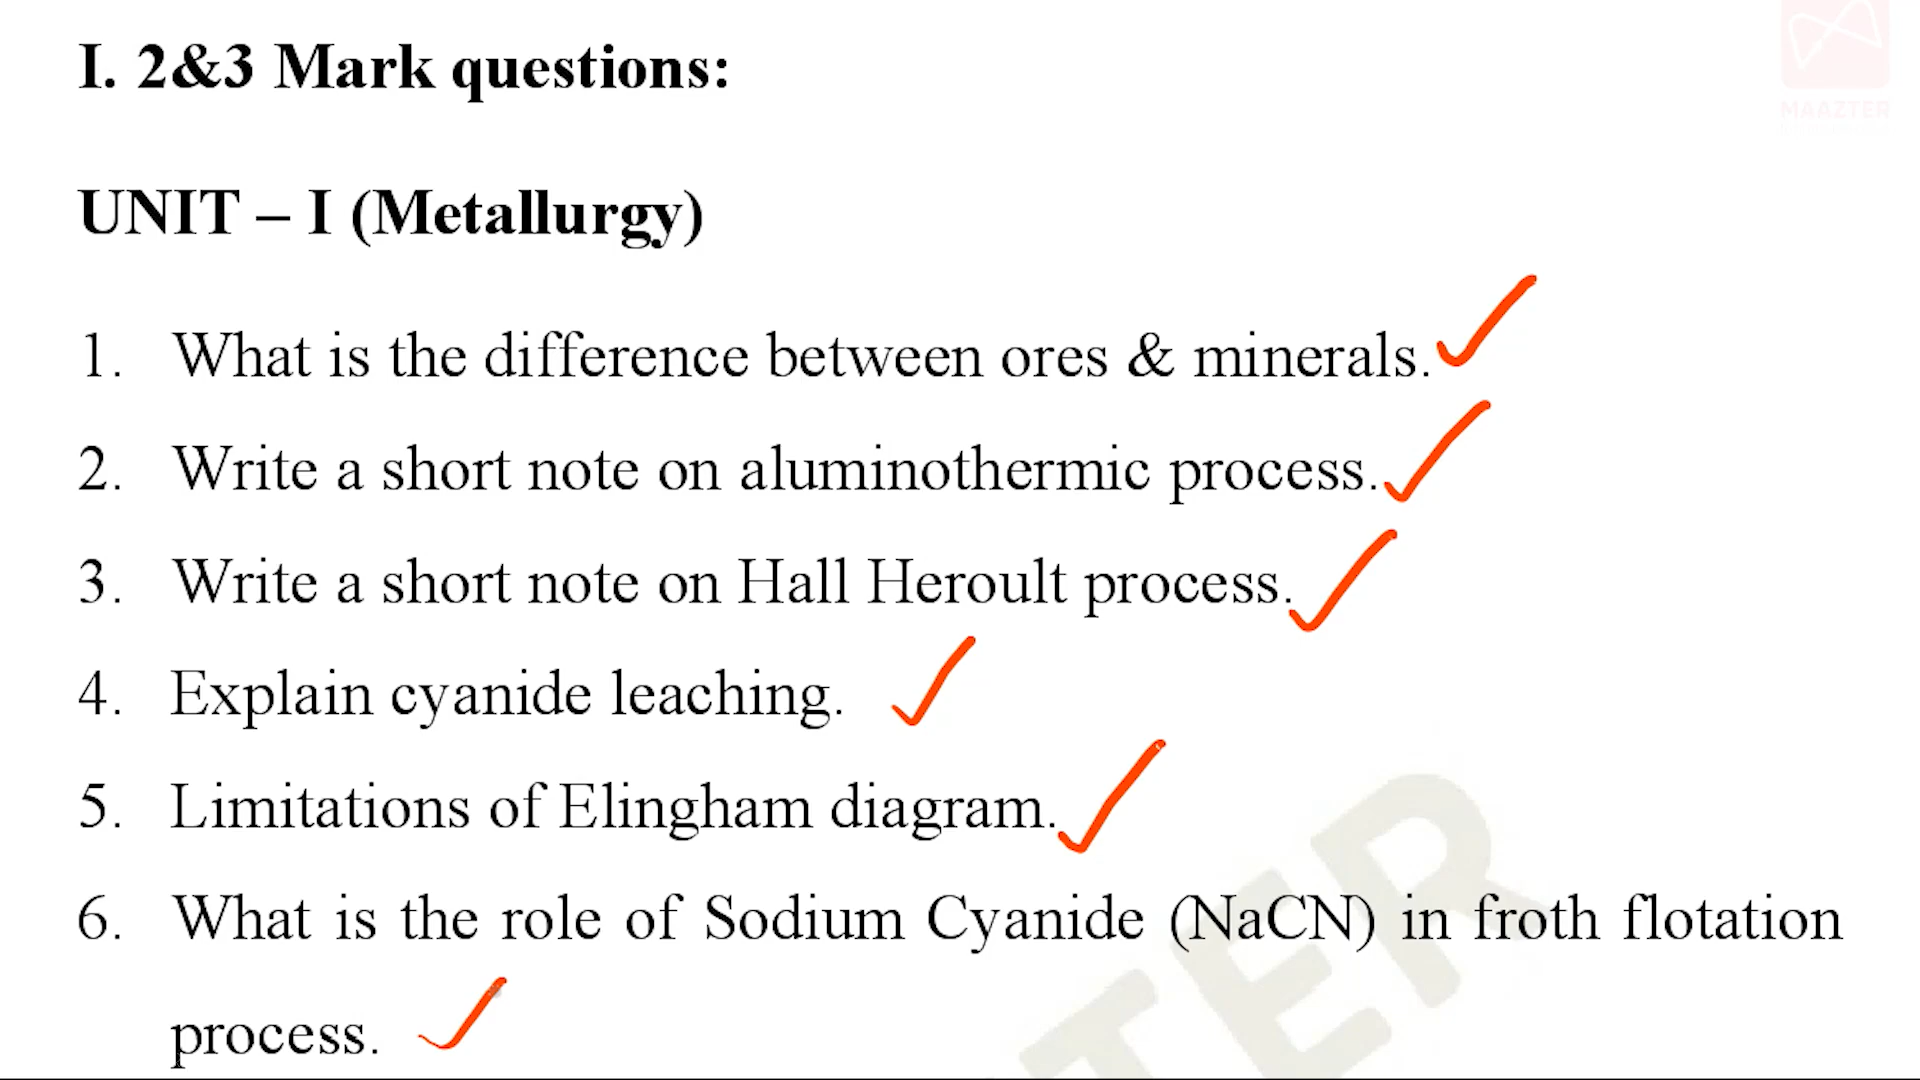 MAAZTER
I. 2&3 Mark questions:
UNIT – I (Metallurgy)
1. What is the difference between ores & minerals.
2. Write a short note on aluminothermic process.
3. Write a short note on Hall Heroult process.
4. Explain cyanide leaching.
5. Limitations of Elingham diagram.
6. What is the role of Sodium Cyanide (NaCN) in froth flotation
process.
TER